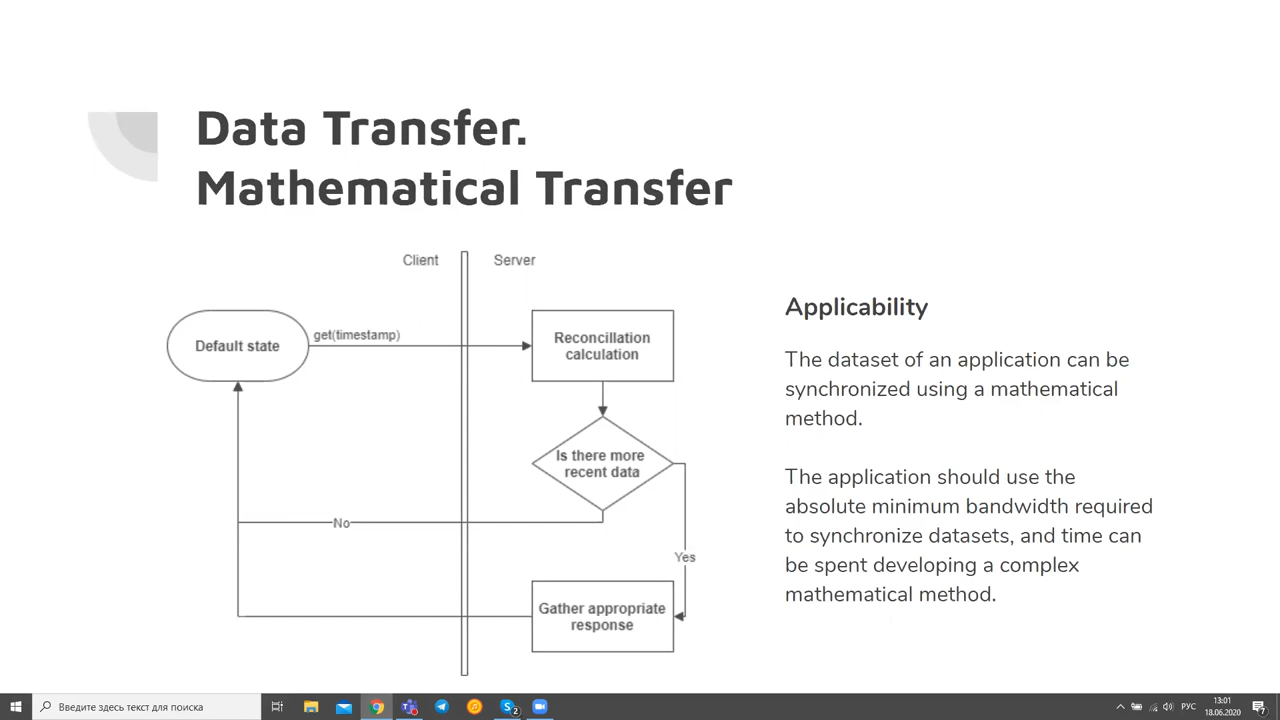 Data Transfer.
Mathematical Transfer
Client
Server
Default state
get(timestamp)
Reconcillation
calculation
Is there more
recent data
No
Yes
Gather appropriate
response
Applicability
The dataset of an application can be
synchronized using a mathematical
method.
The application should use the
absolute minimum bandwidth required
to synchronize datasets, and time can
be spent developing a complex
mathematical method.
Введите здесь текст для поиска
2
РУС
13:01
18.06.2020
7